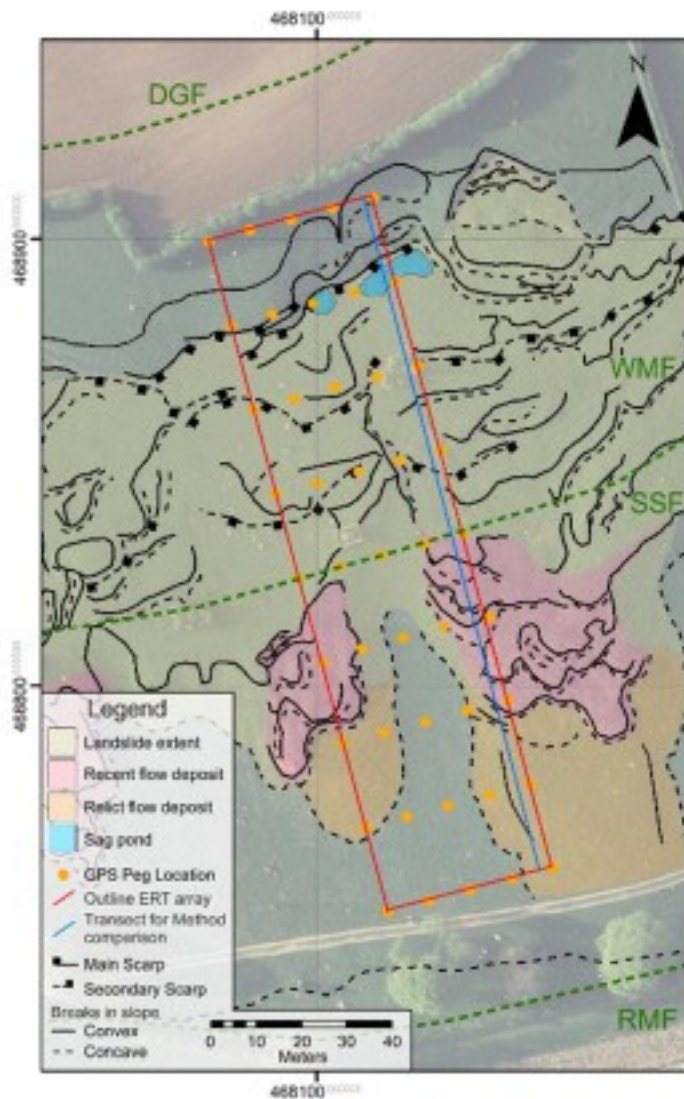 468100
N
DGF
468900
WMF
SSF
468800
Legend
Landslide extent
Recent flow deposit
Relict flow deposit
Sag pond
GPS Peg Location
Outline ERT array
Transect for Method
comparison
Main Scarp
Secondary Scarp
Breaks in slope
Convex
Concave
0 10 20 30 40
Meters
RMF
468100